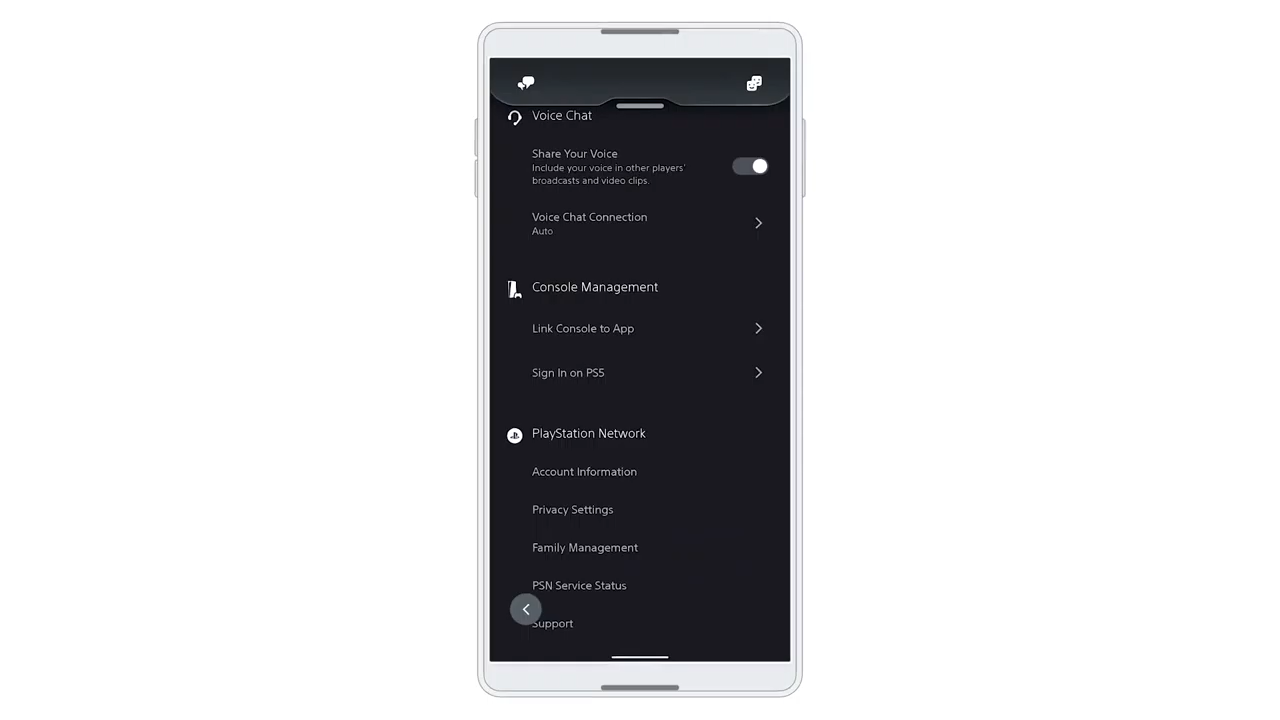 Voice Chat
Share Your Voice
Include your voice in other players'
broadcasts and video clips.
Voice Chat Connection
Auto
Console Management
Link Console to App
Sign In on PS5
PlayStation Network
Account Information
Privacy Settings
Family Management
PSN Service Status
Support